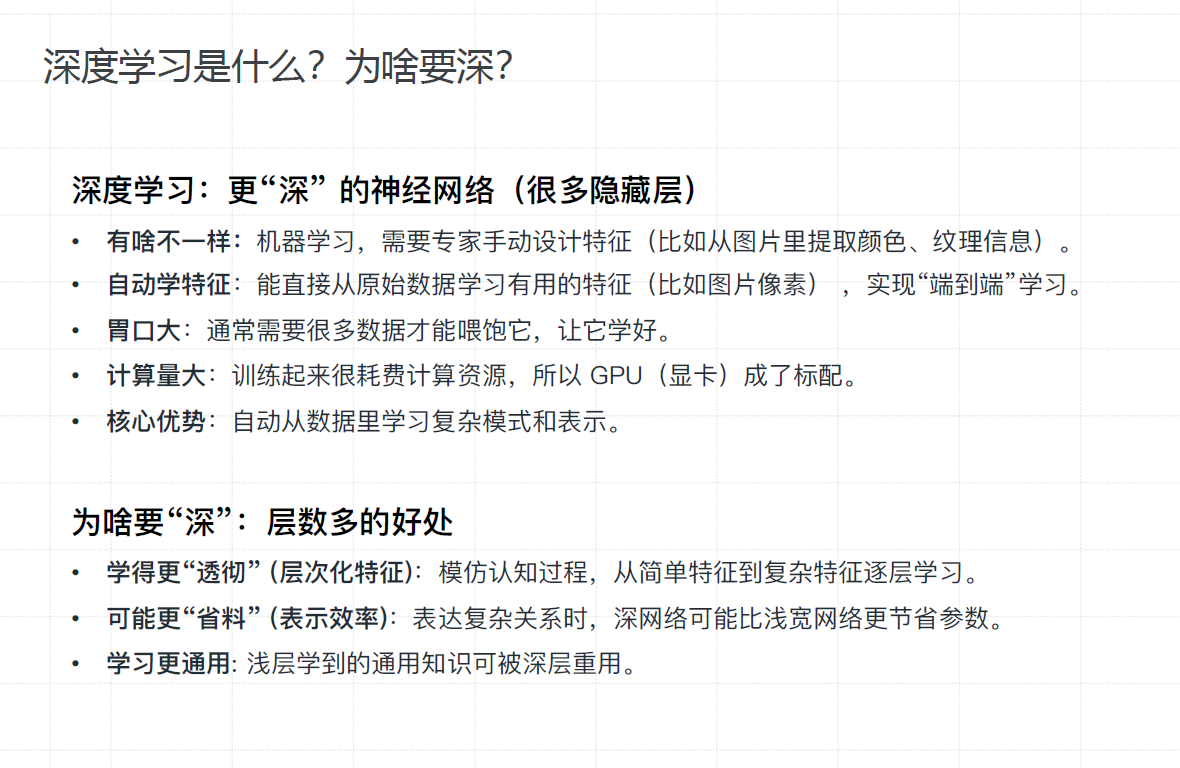 深度学习是什么？为啥要深？
深度学习：更“深” 的神经网络（很多隐藏层）
• 有啥不一样：机器学习，需要专家手动设计特征（比如从图片里提取颜色、纹理信息）。
• 自动学特征：能直接从原始数据学习有用的特征（比如图片像素） ，实现“端到端”学习。
• 胃口大：通常需要很多数据才能喂饱它，让它学好。
• 计算量大：训练起来很耗费计算资源，所以 GPU（显卡）成了标配。
• 核心优势：自动从数据里学习复杂模式和表示。
为啥要“深”：层数多的好处
• 学得更“透彻” (层次化特征)：模仿认知过程，从简单特征到复杂特征逐层学习。
• 可能更“省料” (表示效率)：表达复杂关系时，深网络可能比浅宽网络更节省参数。
• 学习更通用: 浅层学到的通用知识可被深层重用。